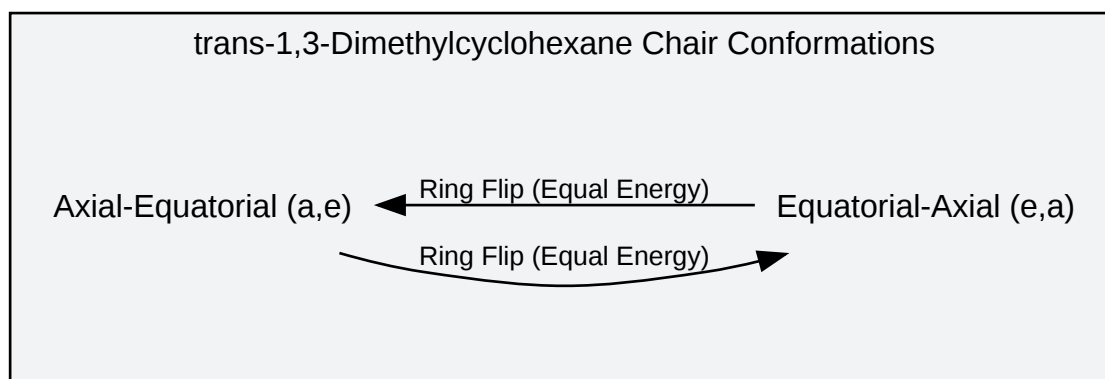 trans-1,3-Dimethylcyclohexane Chair Conformations
Ring Flip (Equal Energy)
Axial-Equatorial (a,e)
Equatorial-Axial (e,a)
Ring Flip (Equal Energy)